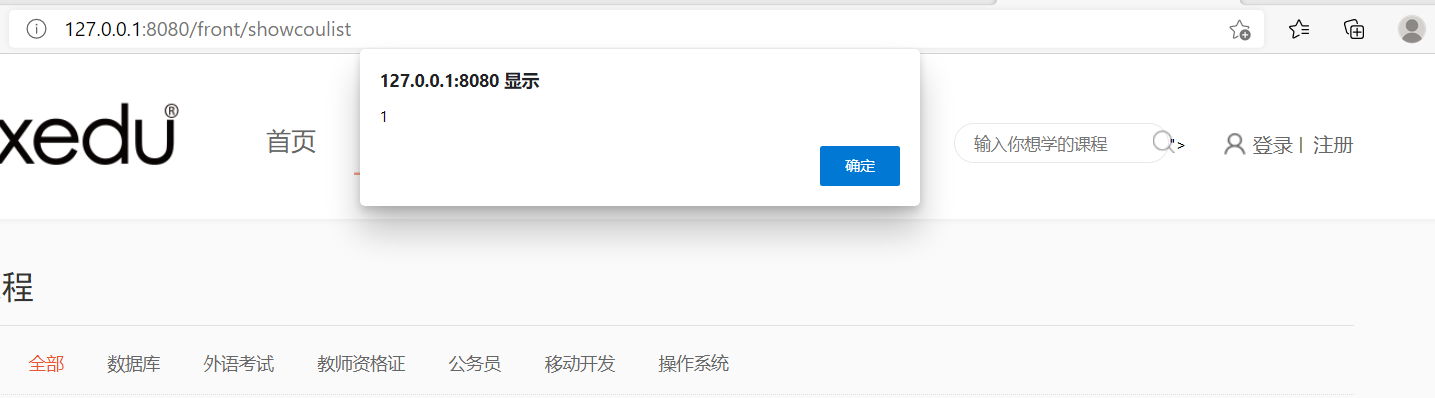 127.0.0.1:8080/front/showcoulist
127.0.0.1:8080 显示
1
确定
xedu®
首页
输入你想学的课程
">
登录 | 注册
程
全部 数据库 外语考试 教师资格证 公务员 移动开发 操作系统